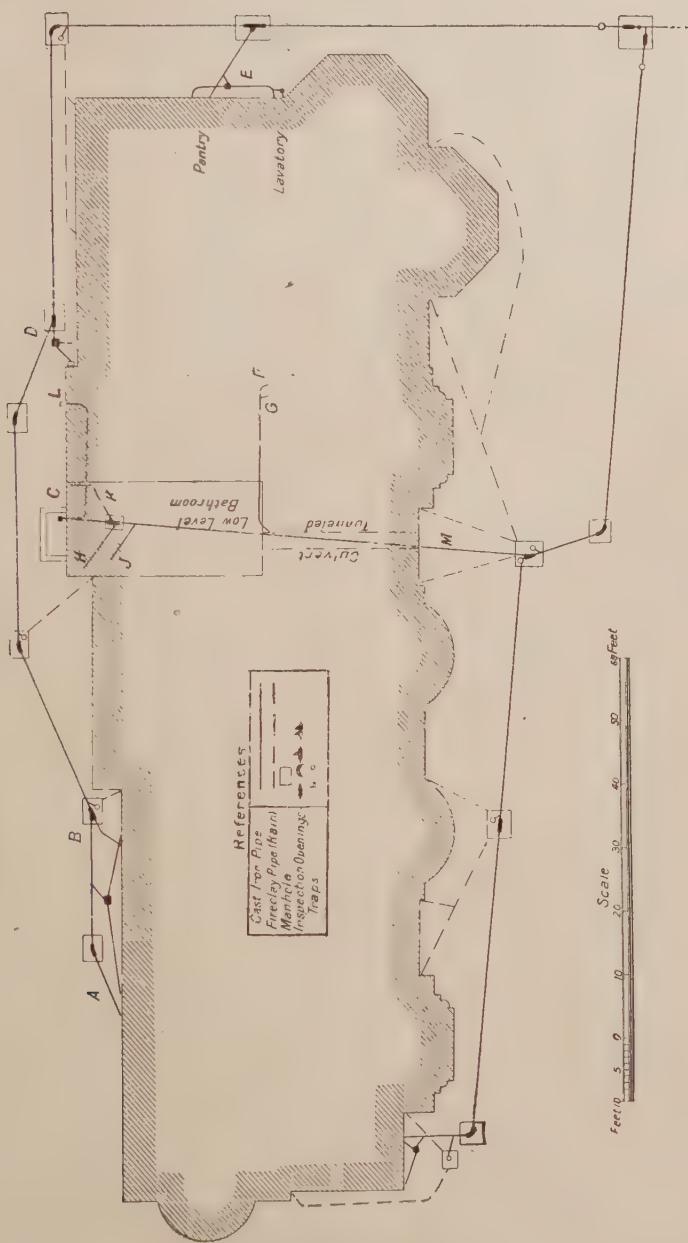 Pantry
E
Lavatory
D
L
F
G
C
K
Low Level
Bathroom
H
J
Tunneled
Culvert
M
B
A
References
Cast Iron Pipe
Fireclay Pipe (Rain)
Manhole
Inspection Openings
Traps
Scale
Feet 10 5 0 10 20 30 40 50 60 Feet